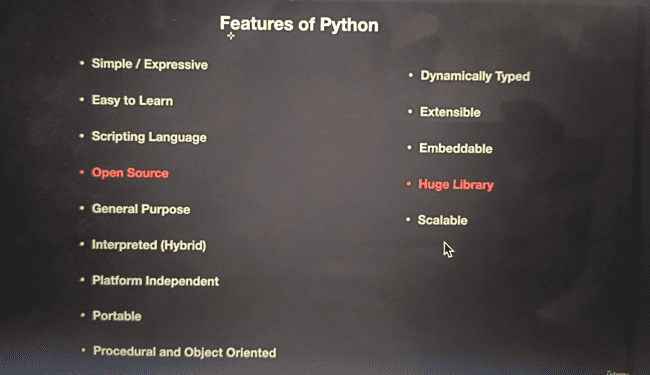 Features of Python
• Simple / Expressive
• Easy to Learn
• Scripting Language
• Open Source
• General Purpose
• Interpreted (Hybrid)
• Platform Independent
• Portable
• Procedural and Object Oriented
• Dynamically Typed
• Extensible
• Embeddable
• Huge Library
• Scalable